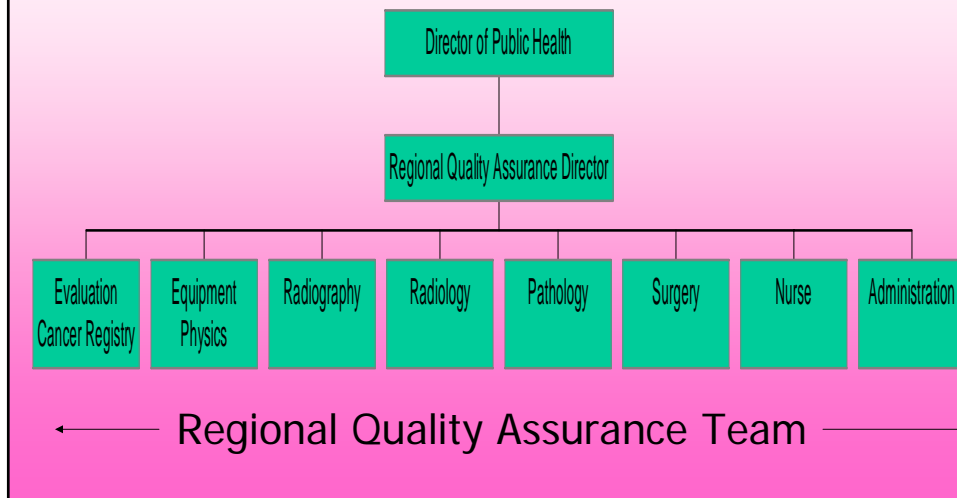 Director of Public Health
Regional Quality Assurance Director
Evaluation
Cancer Registry
Equipment
Physics
Radiography
Radiology
Pathology
Surgery
Nurse
Administration
Regional Quality Assurance Team